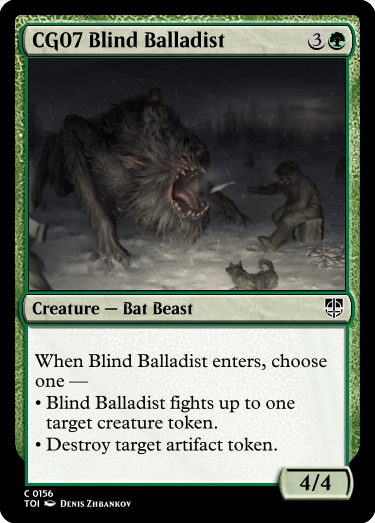 CG07 Blind Balladist 3
Creature — Bat Beast
When Blind Balladist enters, choose
one —
• Blind Balladist fights up to one
target creature token.
• Destroy target artifact token.
4/4
C 0156
TOI Denis Zhbankov